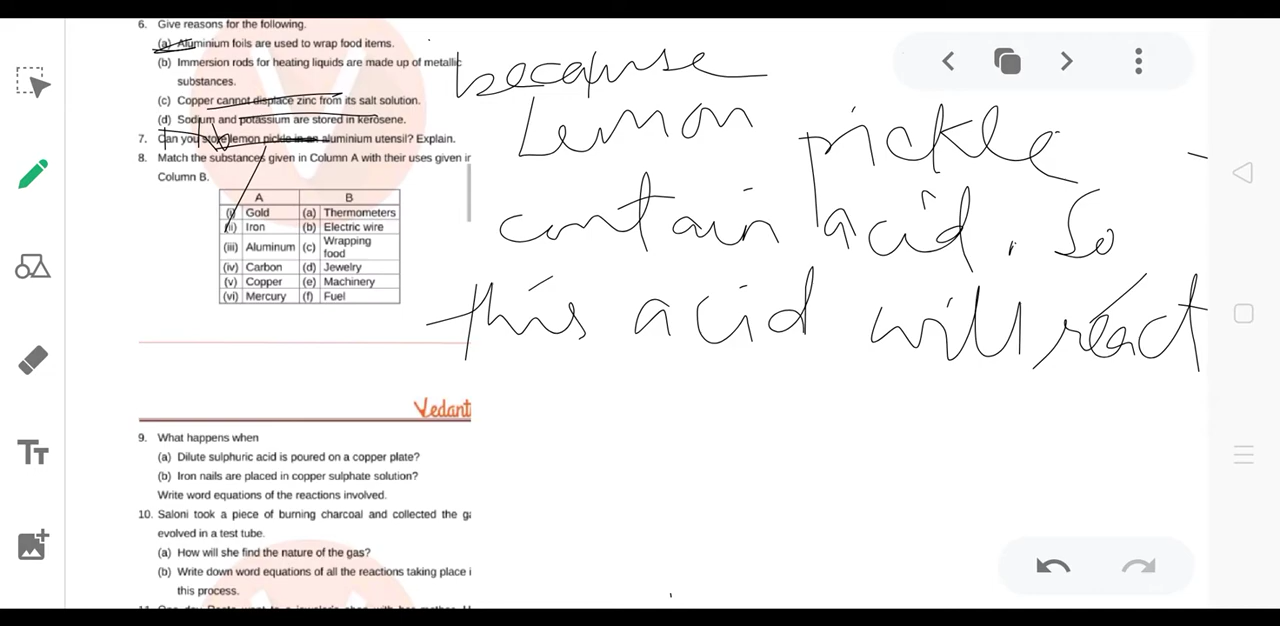 6. Give reasons for the following.
(a) Aluminium foils are used to wrap food items.
(b) Immersion rods for heating liquids are made up of metallic
substances.
(c) Copper cannot displace zinc from its salt solution.
(d) Sodium and potassium are stored in kerosene.
7. Can you store lemon pickle in an aluminium utensil? Explain.
8. Match the substances given in Column A with their uses given in
Column B.
A B
(i) Gold (a) Thermometers
(ii) Iron (b) Electric wire
(iii) Aluminum (c) Wrapping food
(iv) Carbon (d) Jewelry
(v) Copper (e) Machinery
(vi) Mercury (f) Fuel
because
Lemon pickle
contain acid. So
this acid will react
Vedant
9. What happens when
(a) Dilute sulphuric acid is poured on a copper plate?
(b) Iron nails are placed in copper sulphate solution?
Write word equations of the reactions involved.
10. Saloni took a piece of burning charcoal and collected the ga
evolved in a test tube.
(a) How will she find the nature of the gas?
(b) Write down word equations of all the reactions taking place i
this process.
Tt